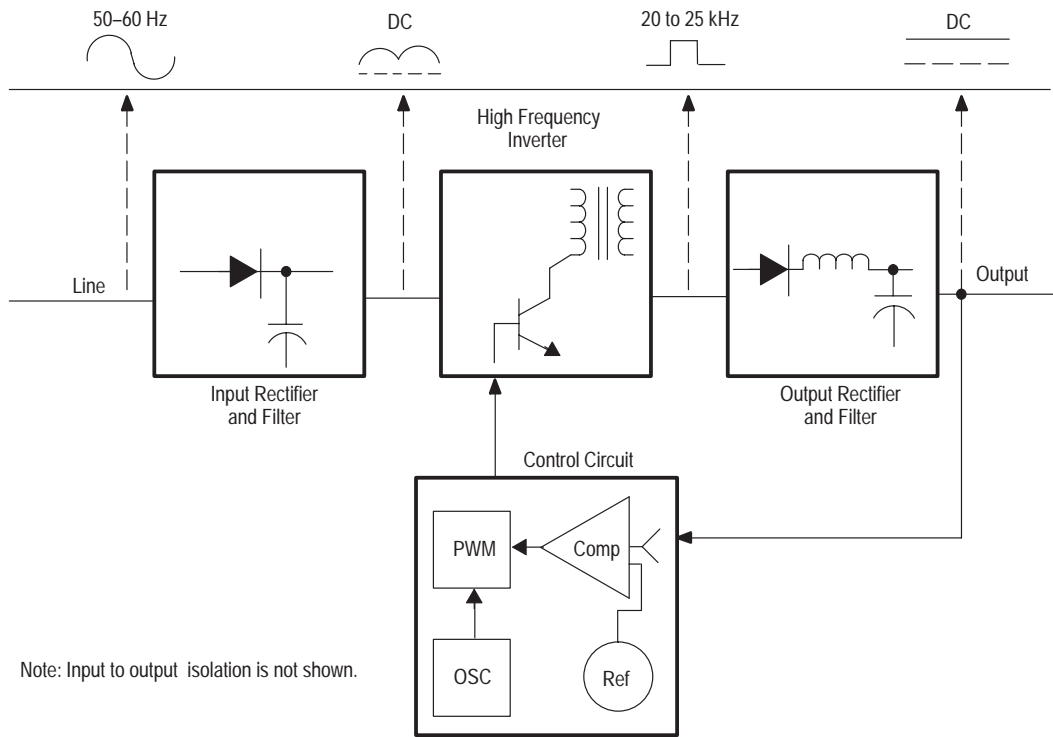 50–60 Hz
DC
20 to 25 kHz
DC
High Frequency
Inverter
Line
Output
Input Rectifier
and Filter
Output Rectifier
and Filter
Control Circuit
PWM
Comp
OSC
Ref
Note: Input to output isolation is not shown.